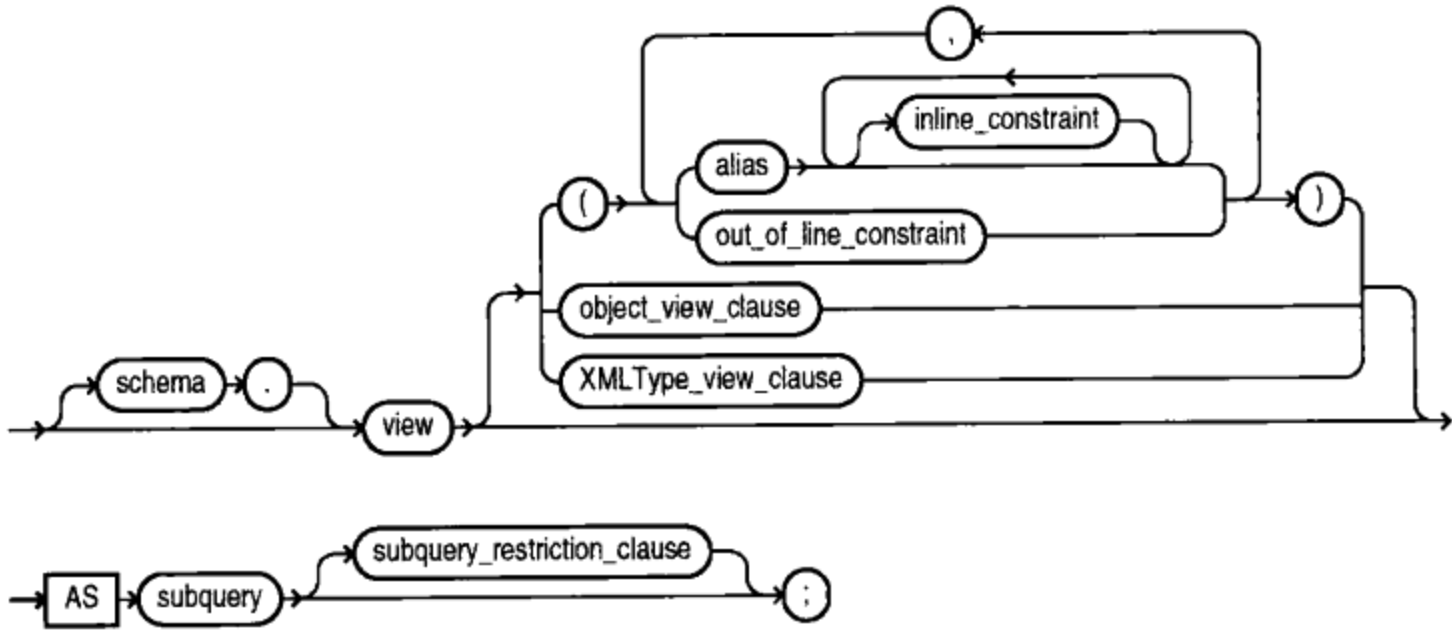 ,
inline_constraint
alias
( )
out_of_line_constraint
object_view_clause
XMLType_view_clause
schema .
view
subquery_restriction_clause
AS subquery ;